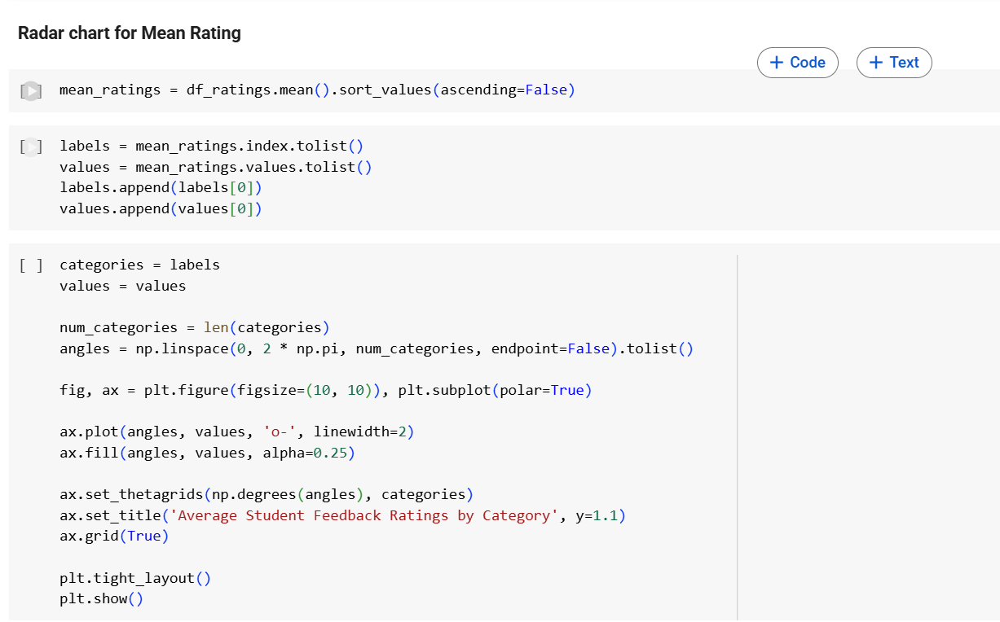 Radar chart for Mean Rating
+ Code
+ Text
[ ] mean_ratings = df_ratings.mean().sort_values(ascending=False)
[ ] labels = mean_ratings.index.tolist()
values = mean_ratings.values.tolist()
labels.append(labels[0])
values.append(values[0])
[ ] categories = labels
values = values
num_categories = len(categories)
angles = np.linspace(0, 2 * np.pi, num_categories, endpoint=False).tolist()
fig, ax = plt.figure(figsize=(10, 10)), plt.subplot(polar=True)
ax.plot(angles, values, 'o-', linewidth=2)
ax.fill(angles, values, alpha=0.25)
ax.set_thetagrids(np.degrees(angles), categories)
ax.set_title('Average Student Feedback Ratings by Category', y=1.1)
ax.grid(True)
plt.tight_layout()
plt.show()